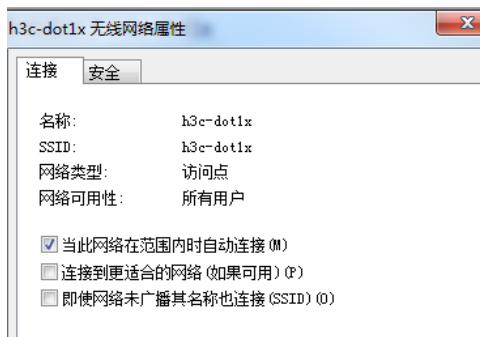 h3c-dot1x 无线网络属性
连接 安全
名称: h3c-dot1x
SSID: h3c-dot1x
网络类型: 访问点
网络可用性: 所有用户
当此网络在范围内时自动连接(M)
连接到更适合的网络(如果可用)(P)
即使网络未广播其名称也连接(SSID)(O)